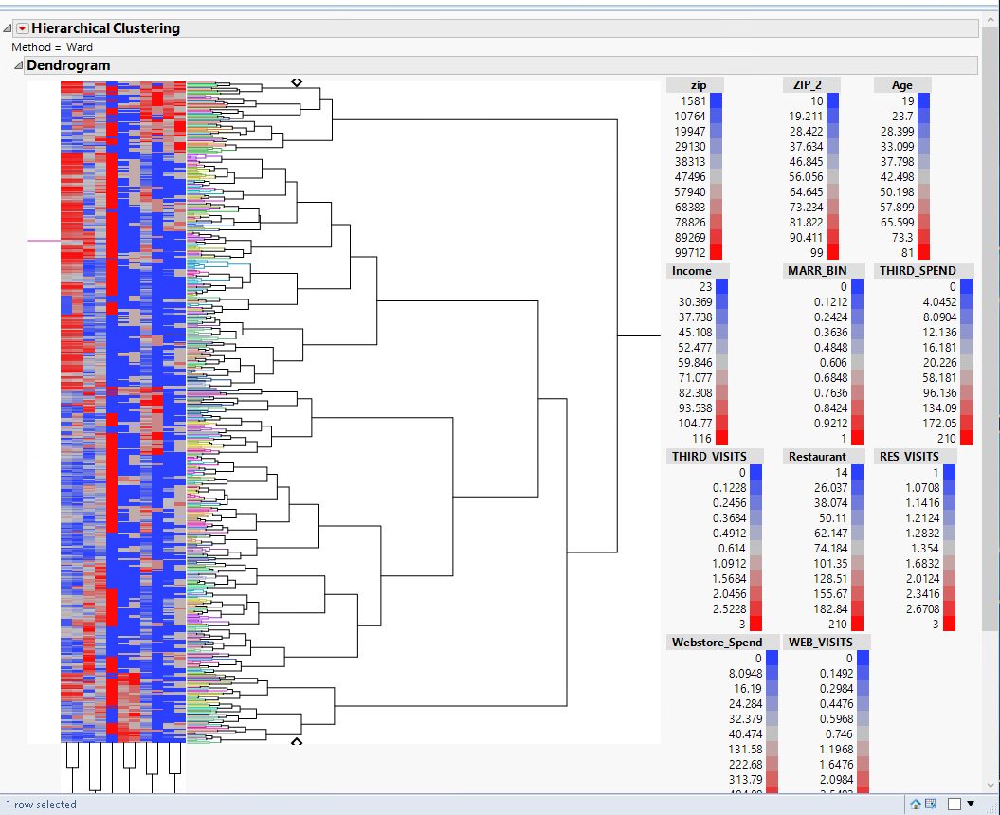 Hierarchical Clustering
Method = Ward
Dendrogram
zip ZIP_2 Age
1581 10 19
10764 19.211 23.7
19947 28.422 28.399
29130 37.634 33.099
38313 46.845 37.798
47496 56.056 42.498
57940 64.645 50.198
68383 73.234 57.899
78826 81.822 65.599
89269 90.411 73.3
99712 99 81
Income MARR_BIN THIRD_SPEND
23 0 0
30.369 0.1212 4.0452
37.738 0.2424 8.0904
45.108 0.3636 12.136
52.477 0.4848 16.181
59.846 0.606 20.226
71.077 0.6848 58.181
82.308 0.7636 96.136
93.538 0.8424 134.09
104.77 0.9212 172.05
116 1 210
THIRD_VISITS Restaurant RES_VISITS
0 14 1
0.1228 26.037 1.0708
0.2456 38.074 1.1416
0.3684 50.11 1.2124
0.4912 62.147 1.2832
0.614 74.184 1.354
1.0912 101.35 1.6832
1.5684 128.51 2.0124
2.0456 155.67 2.3416
2.5228 182.84 2.6708
3 210 3
Webstore_Spend WEB_VISITS
0 0
8.0948 0.1492
16.19 0.2984
24.284 0.4476
32.379 0.5968
40.474 0.746
131.58 1.1968
222.68 1.6476
313.79 2.0984
1 row selected